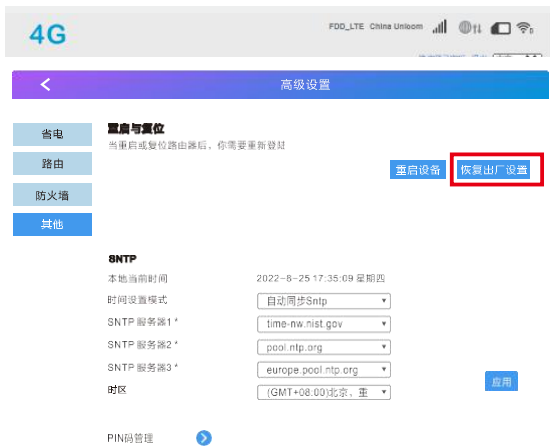 4G
FDD_LTE China Unioom
高级设置
省电
路由
防火墙
其他
重启与复位
当重启或复位路由器后，你需要重新登陆
重启设备
恢复出厂设置
SNTP
本地当前时间 2022-8-25 17:35:09 星期四
时间设置模式 自动同步Sntp
SNTP 服务器1 * time-nw.nist.gov
SNTP 服务器2 * pool.ntp.org
SNTP 服务器3 * europe.pool.ntp.org
时区 (GMT+08:00)北京、重
应用
PIN码管理